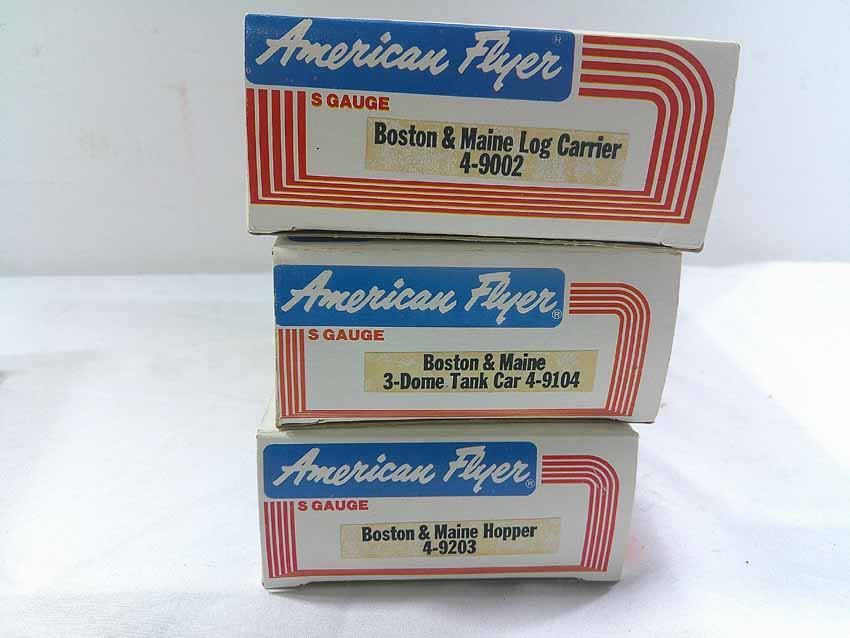 American Flyer®
S GAUGE
Boston & Maine Log Carrier
4-9002
American Flyer®
S GAUGE
Boston & Maine
3-Dome Tank Car 4-9104
American Flyer®
S GAUGE
Boston & Maine Hopper
4-9203